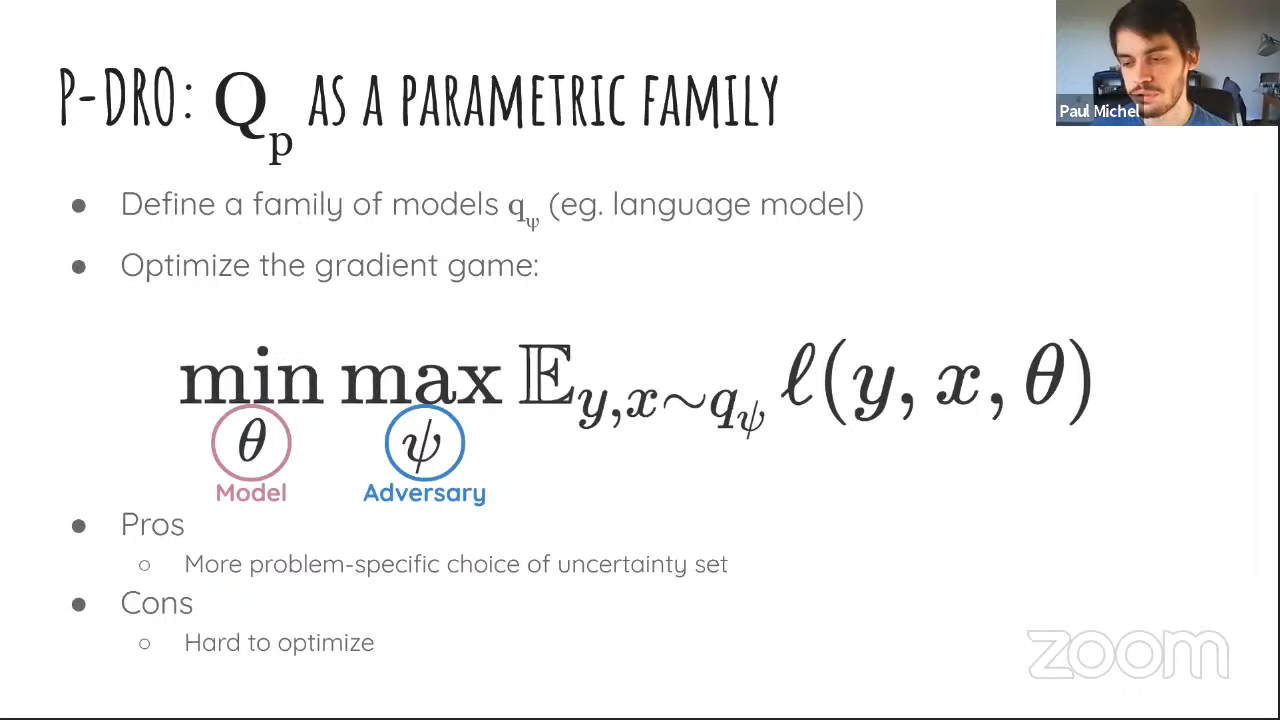 P-DRO: Qp AS A PARAMETRIC FAMILY
Paul Michel
● Define a family of models qψ (eg. language model)
● Optimize the gradient game:
min max 𝔼y,x∼qψ ℓ(y, x, θ)
θ ψ
Model Adversary
● Pros
○ More problem-specific choice of uncertainty set
● Cons
○ Hard to optimize
zoom